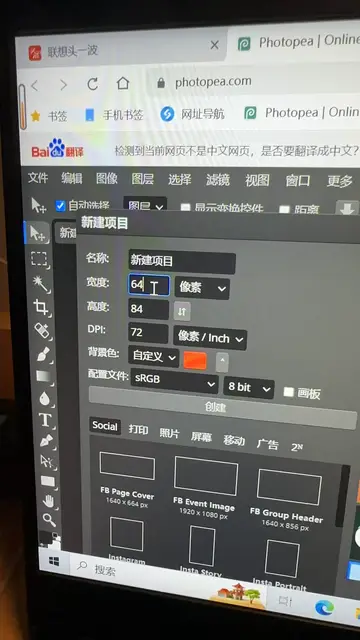 联想头一波
Photopea | Online
photopea.com
书签 手机书签 网址导航 Photopea | Onlin
Bai du 翻译 检测到当前网页不是中文网页，是否要翻译成中文？
文件 编辑 图像 图层 选择 滤镜 视图 窗口 更多
自动选择 图层 显示变换控件 距离
新建项目
名称: 新建项目
宽度: 64 像素
高度: 84
DPI: 72 像素 / Inch
背景色: 自定义
配置文件: sRGB 8 bit 画板
创建
Social 打印 照片 屏幕 移动 广告 2ᴺ
FB Page Cover
1640 x 664 px
FB Event Image
1920 x 1080 px
FB Group Header
1640 x 856 px
Instagram
Insta Story
Insta Portrait
搜索